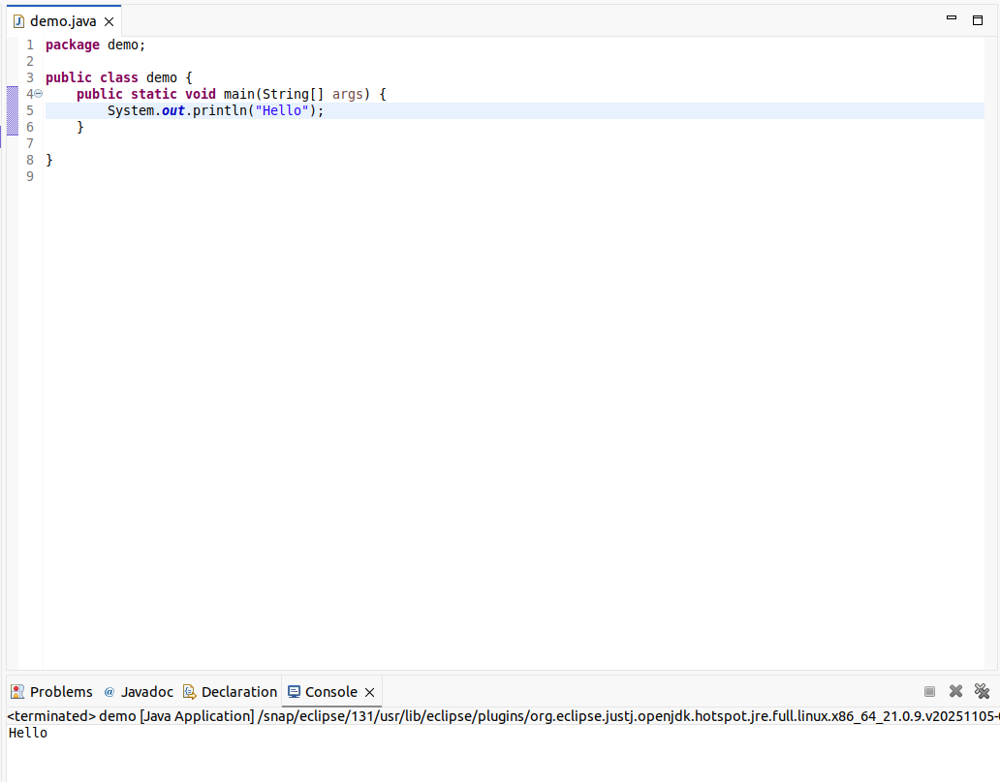 demo.java
1 package demo;
2
3 public class demo {
4     public static void main(String[] args) {
5         System.out.println("Hello");
6     }
7
8 }
9
Problems @ Javadoc Declaration Console
<terminated> demo [Java Application] /snap/eclipse/131/usr/lib/eclipse/plugins/org.eclipse.justj.openjdk.hotspot.jre.full.linux.x86_64_21.0.9.v20251105-
Hello